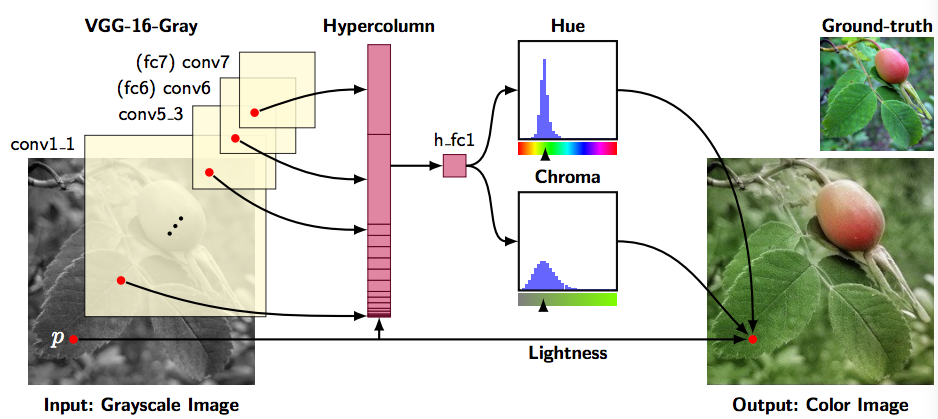 VGG-16-Gray
Hypercolumn
Hue
Ground-truth
(fc7) conv7
(fc6) conv6
conv5_3
conv1_1
h_fc1
Chroma
p
Lightness
Input: Grayscale Image
Output: Color Image